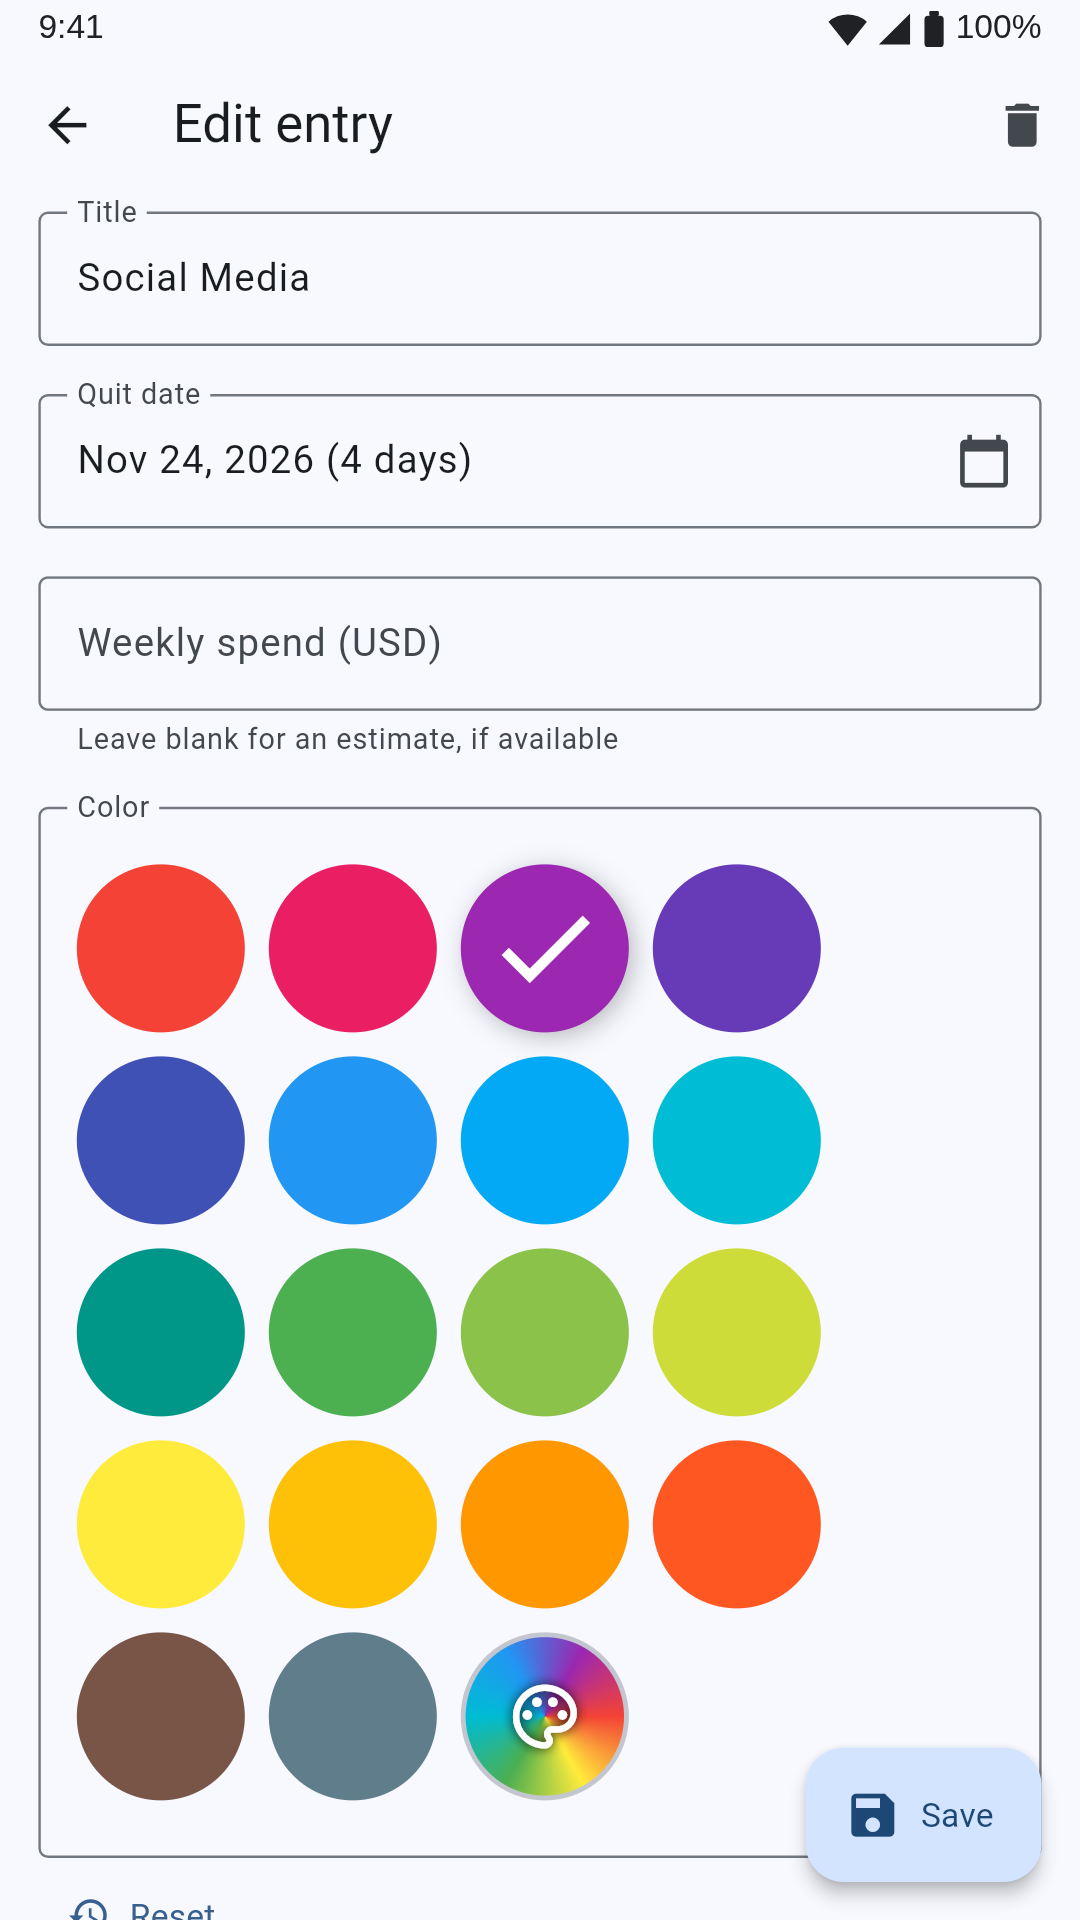 9:41
100%
Edit entry
Title
Social Media
Quit date
Nov 24, 2026 (4 days)
Weekly spend (USD)
Leave blank for an estimate, if available
Color
Save
Reset